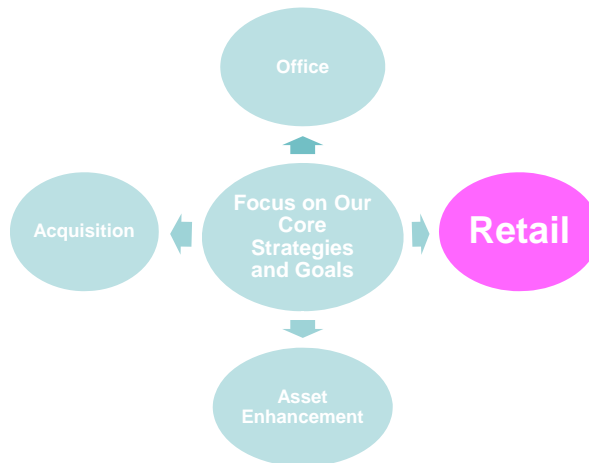 Office
Acquisition
Focus on Our
Core
Strategies
and Goals
Retail
Asset
Enhancement